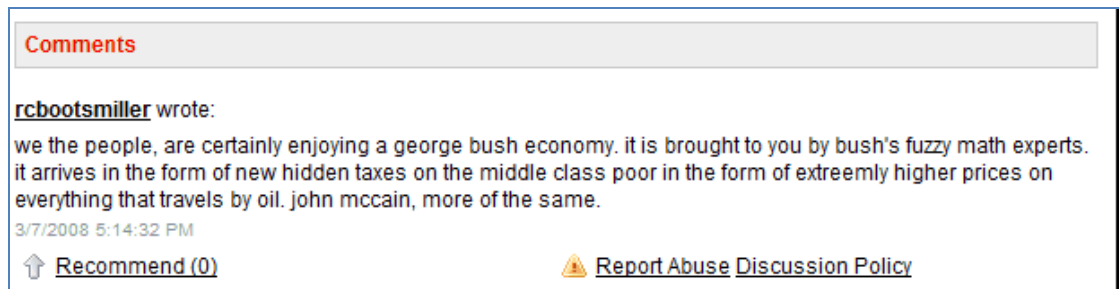 Comments
rcbootsmiller wrote:
we the people, are certainly enjoying a george bush economy. it is brought to you by bush's fuzzy math experts.
it arrives in the form of new hidden taxes on the middle class poor in the form of extreemly higher prices on
everything that travels by oil. john mccain, more of the same.
3/7/2008 5:14:32 PM
Recommend (0) Report Abuse Discussion Policy